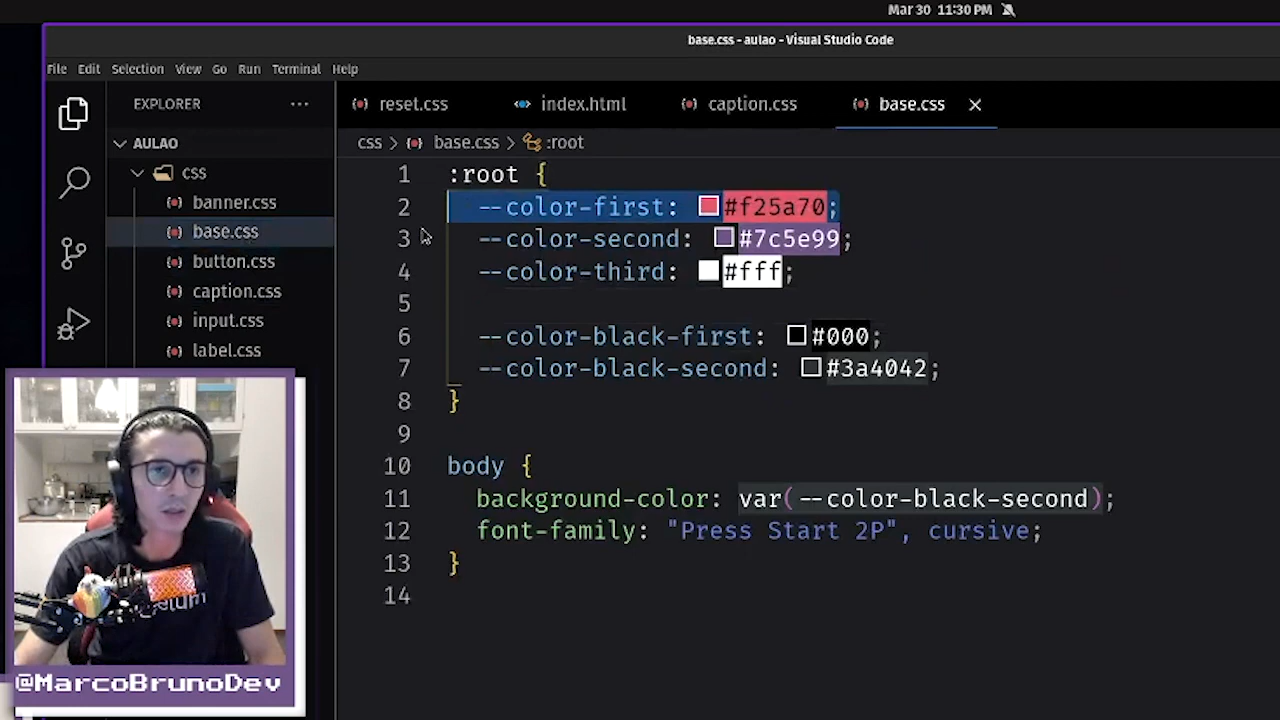 Mar 30 11:30 PM
base.css - aulao - Visual Studio Code
File Edit Selection View Go Run Terminal Help
EXPLORER
reset.css index.html caption.css base.css
AULAO
css > base.css > :root
css
banner.css
base.css
button.css
caption.css
input.css
label.css
1 :root {
2 --color-first: #f25a70;
3 --color-second: #7c5e99;
4 --color-third: #fff;
5
6 --color-black-first: #000;
7 --color-black-second: #3a4042;
8 }
9
10 body {
11 background-color: var(--color-black-second);
12 font-family: "Press Start 2P", cursive;
13 }
14
@MarcoBrunoDev